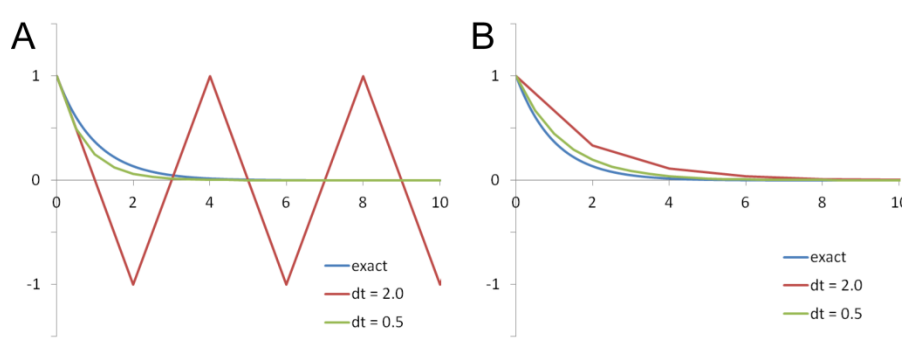 A
1
0
-1
0 2 4 6 8 10
exact
dt = 2.0
dt = 0.5
B
1
0
-1
0 2 4 6 8 10
exact
dt = 2.0
dt = 0.5